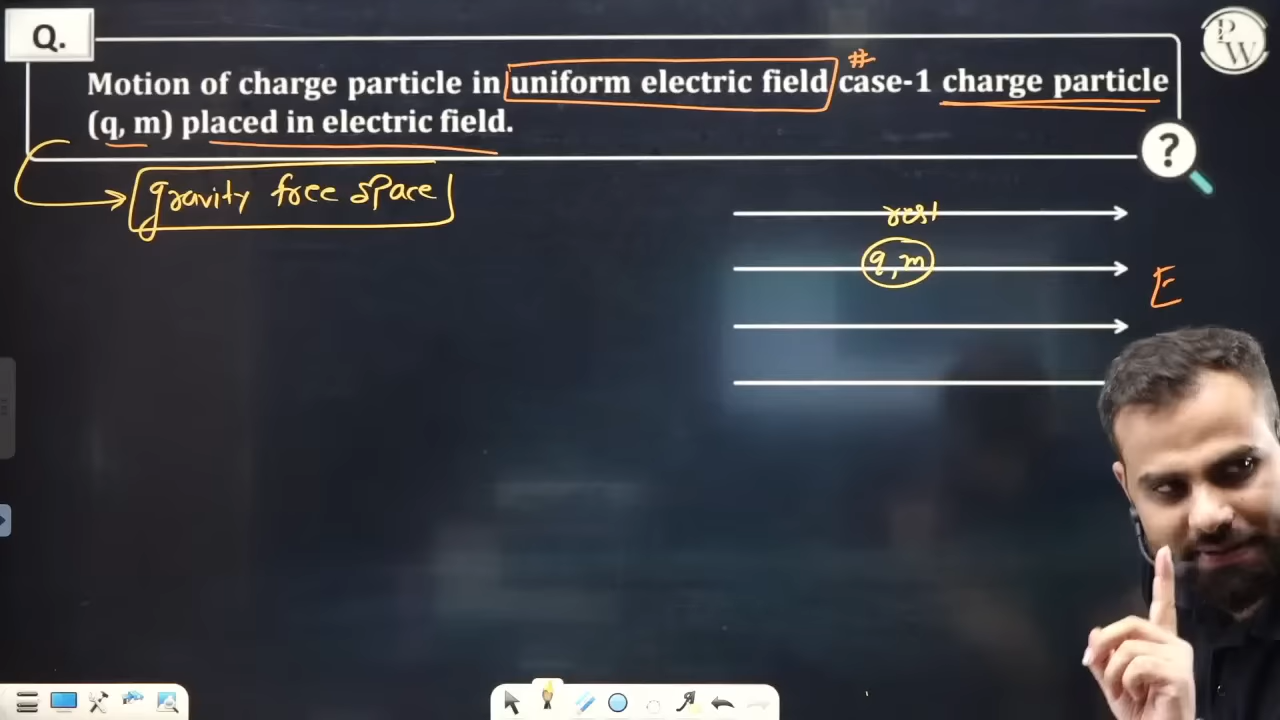 Q.
P
W
Motion of charge particle in uniform electric field case-1 charge particle
(q, m) placed in electric field.
?
gravity free space
rest
q, m
E